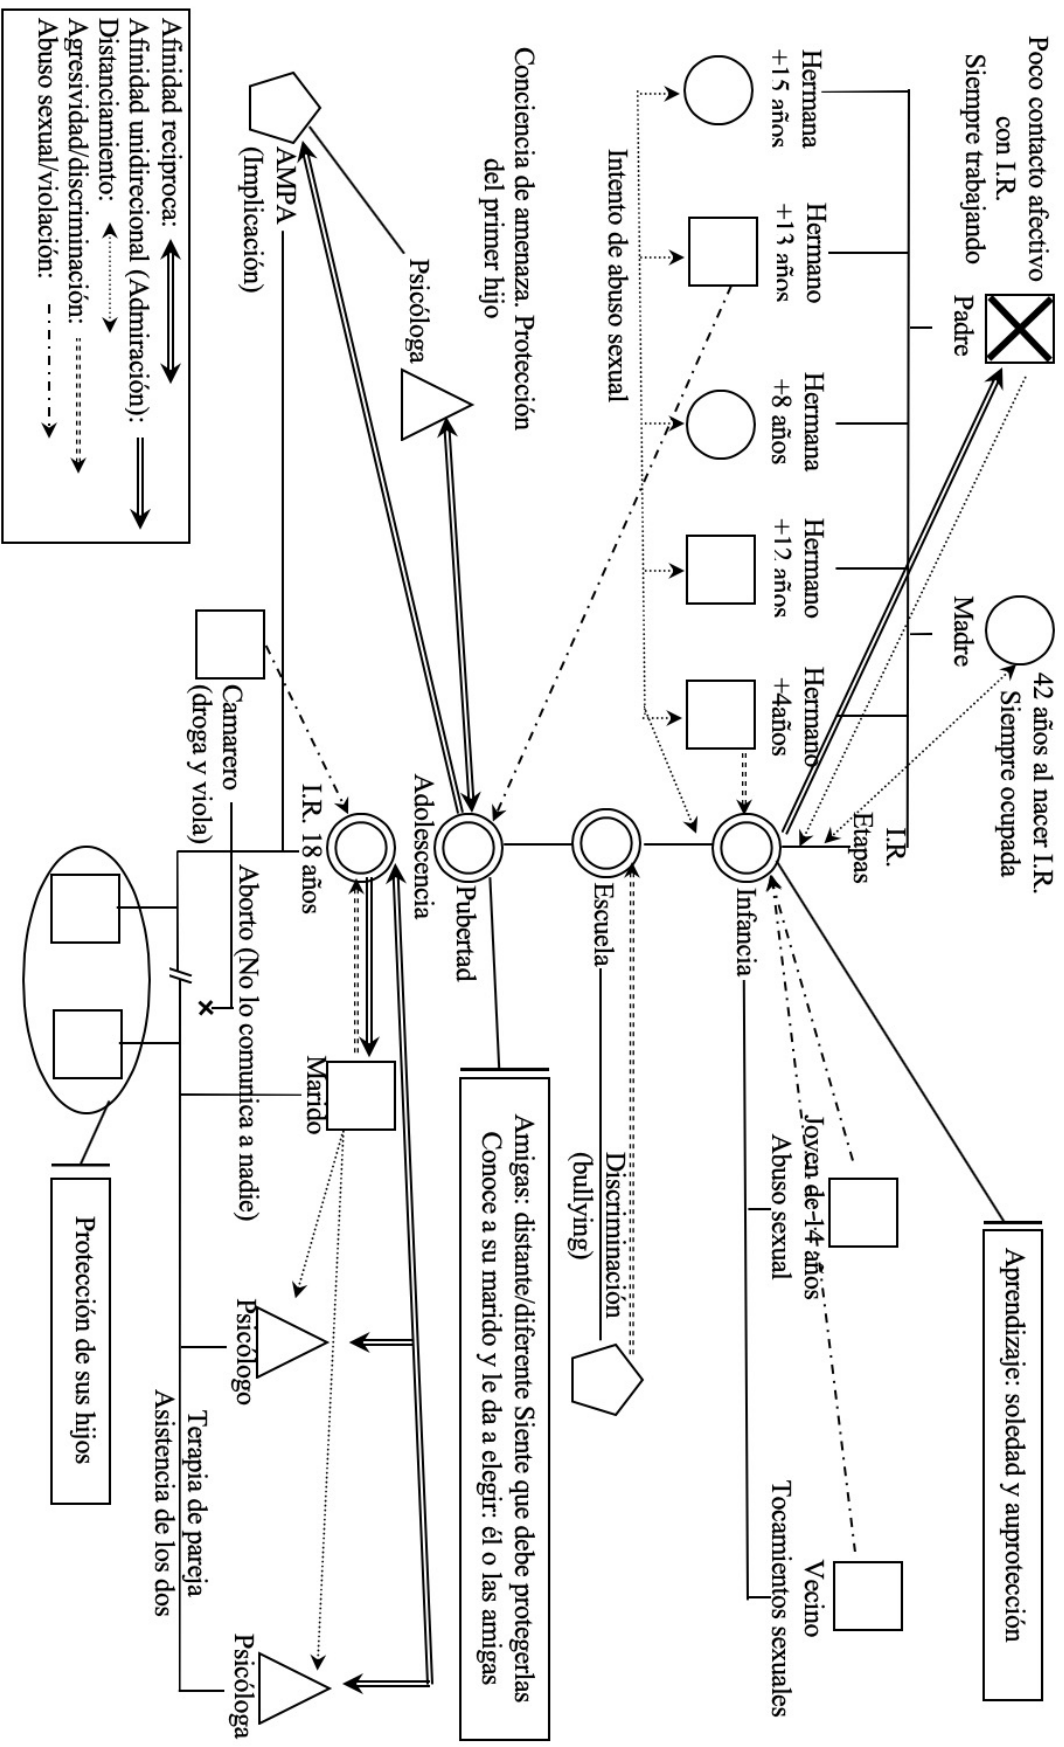 Poco contacto afectivo
con I.R.
Siempre trabajando
Padre
Madre
42 años al nacer I.R.
Siempre ocupada
Hermana
+15 años
Hermano
+13 años
Hermana
+8 años
Hermano
+12 años
Hermano
+4años
I.R.
Etapas
Intento de abuso sexual
Infancia
Joven de 14 años
Abuso sexual
Vecino
Tocamientos sexuales
Aprendizaje: soledad y auprotección
Escuela
Discriminación
(bullying)
Conciencia de amenaza. Protección
del primer hijo
Psicóloga
Pubertad
Amigas: distante/diferente Siente que debe protegerlas
Conoce a su marido y le da a elegir: él o las amigas
AMPA
(Implicación)
Adolescencia
I.R. 18 años
Marido
Camarero
(droga y viola)
Aborto (No lo comunica a nadie)
Psicólogo
Psicóloga
Terapia de pareja
Asistencia de los dos
Protección de sus hijos
Afinidad reciproca:
Afinidad unidirecional (Admiración):
Distanciamiento:
Agresividad/discriminación:
Abuso sexual/violación: